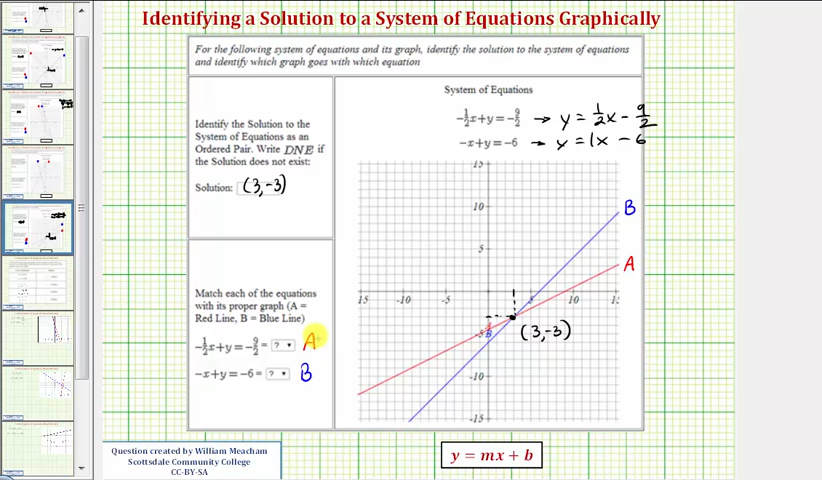 Identifying a Solution to a System of Equations Graphically
For the following system of equations and its graph, identify the solution to the system of equations
and identify which graph goes with which equation
Identify the Solution to the
System of Equations as an
Ordered Pair. Write DNE if
the Solution does not exist:
Solution: (3,-3)
System of Equations
-1/2x+y=-9/2 → y = 1/2x - 9/2
-x+y=-6 → y = 1x - 6
15
10
B
5
A
15 -10 -5 5 10 1
-5
(3,-3)
-10
-15
Match each of the equations
with its proper graph (A =
Red Line, B = Blue Line)
-1/2x+y=-9/2 = ? A
-x+y=-6 = ? B
Question created by William Meacham
Scottsdale Community College
CC-BY-SA
y = mx + b